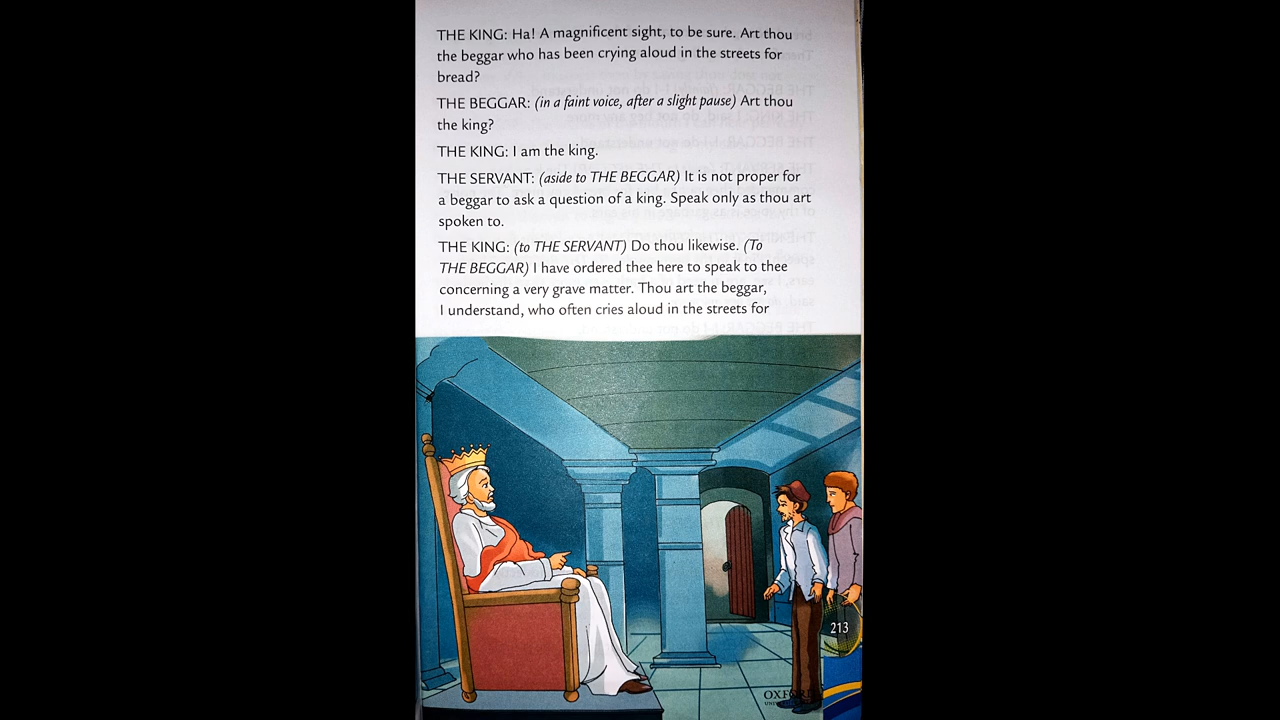 THE KING: Ha! A magnificent sight, to be sure. Art thou
the beggar who has been crying aloud in the streets for
bread?
THE BEGGAR: (in a faint voice, after a slight pause) Art thou
the king?
THE KING: I am the king.
THE SERVANT: (aside to THE BEGGAR) It is not proper for
a beggar to ask a question of a king. Speak only as thou art
spoken to.
THE KING: (to THE SERVANT) Do thou likewise. (To
THE BEGGAR) I have ordered thee here to speak to thee
concerning a very grave matter. Thou art the beggar,
I understand, who often cries aloud in the streets for
213